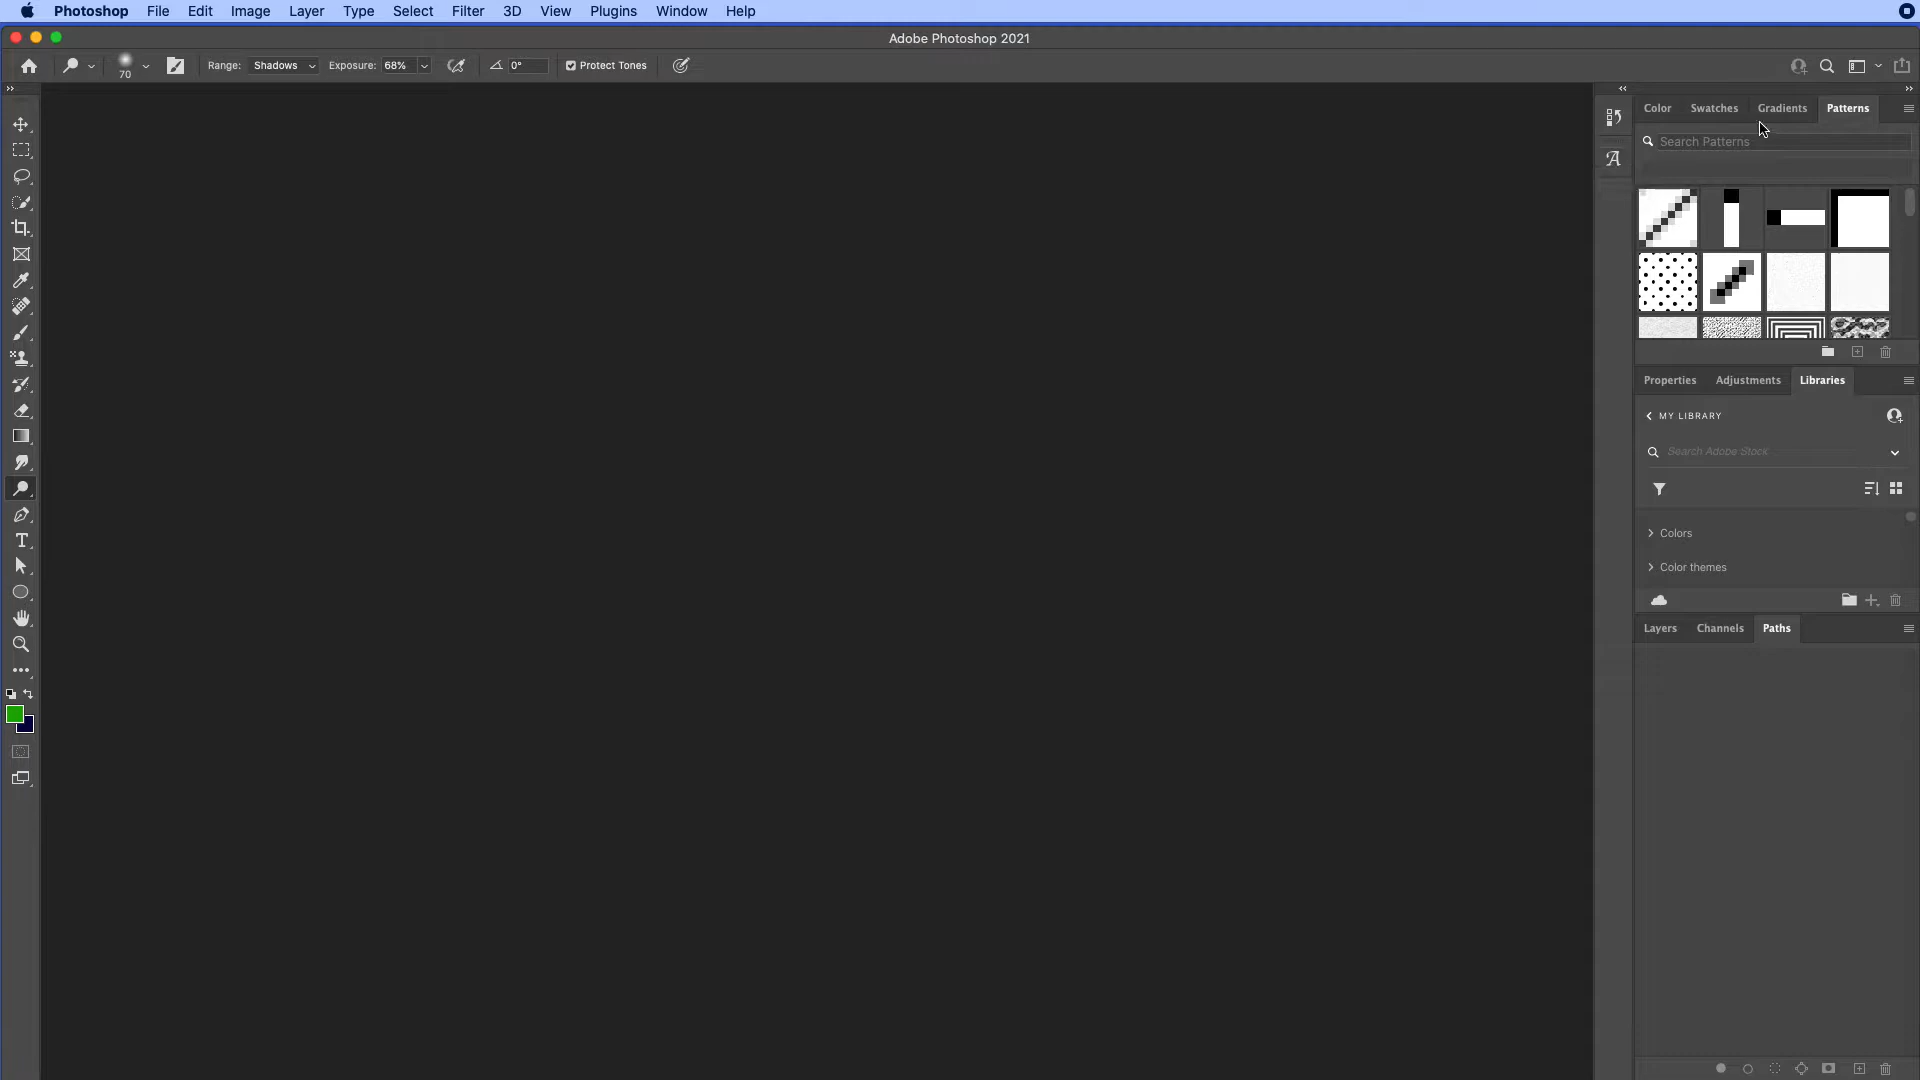 Photoshop File Edit Image Layer Type Select Filter 3D View Plugins Window Help
Adobe Photoshop 2021
70 Range: Shadows Exposure: 68% 0° Protect Tones
Color Swatches Gradients Patterns
Search Patterns
Properties Adjustments Libraries
MY LIBRARY
Search Adobe Stock
Colors
Color themes
Layers Channels Paths